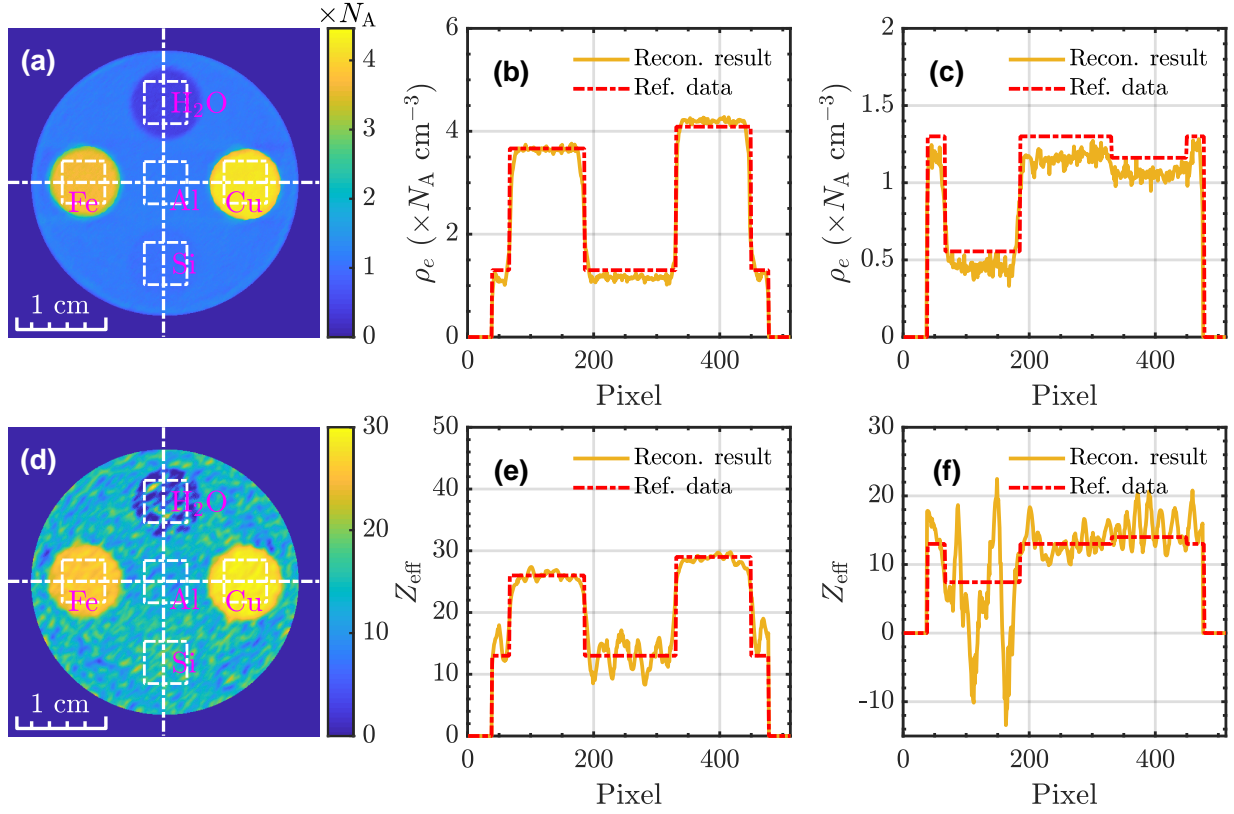 (a)
×N_A
H₂O
Fe
Al
Cu
Si
1 cm
4
3
2
1
0
(b)
Recon. result
Ref. data
6
4
2
0
ρ_e (×N_A cm⁻³)
0 200 400
Pixel
(c)
Recon. result
Ref. data
2
1.5
1
0.5
0
ρ_e (×N_A cm⁻³)
0 200 400
Pixel
(d)
H₂O
Fe
Al
Cu
Si
1 cm
30
20
10
0
(e)
Recon. result
Ref. data
50
40
30
20
10
0
Z_eff
0 200 400
Pixel
(f)
Recon. result
Ref. data
30
20
10
0
-10
Z_eff
0 200 400
Pixel